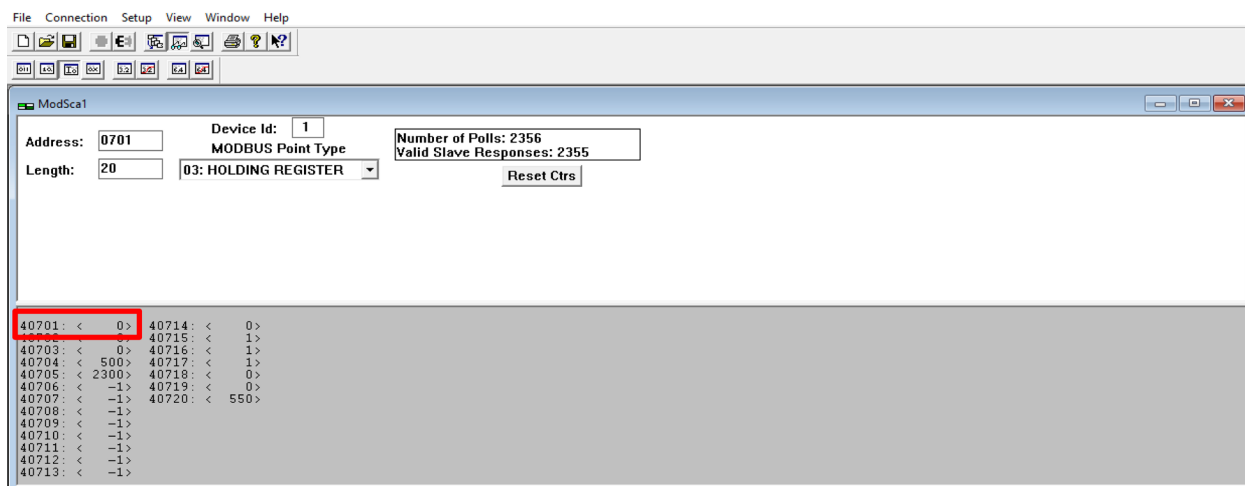 File Connection Setup View Window Help
ModSca1
Address: 0701
Device Id: 1
MODBUS Point Type
Length: 20
03: HOLDING REGISTER
Number of Polls: 2356
Valid Slave Responses: 2355
Reset Ctrs
40701: < 0> 40714: < 0>
40715: < 1>
40703: < 0> 40716: < 1>
40704: < 500> 40717: < 1>
40705: < 2300> 40718: < 0>
40706: < -1> 40719: < 0>
40707: < -1> 40720: < 550>
40708: < -1>
40709: < -1>
40710: < -1>
40711: < -1>
40712: < -1>
40713: < -1>